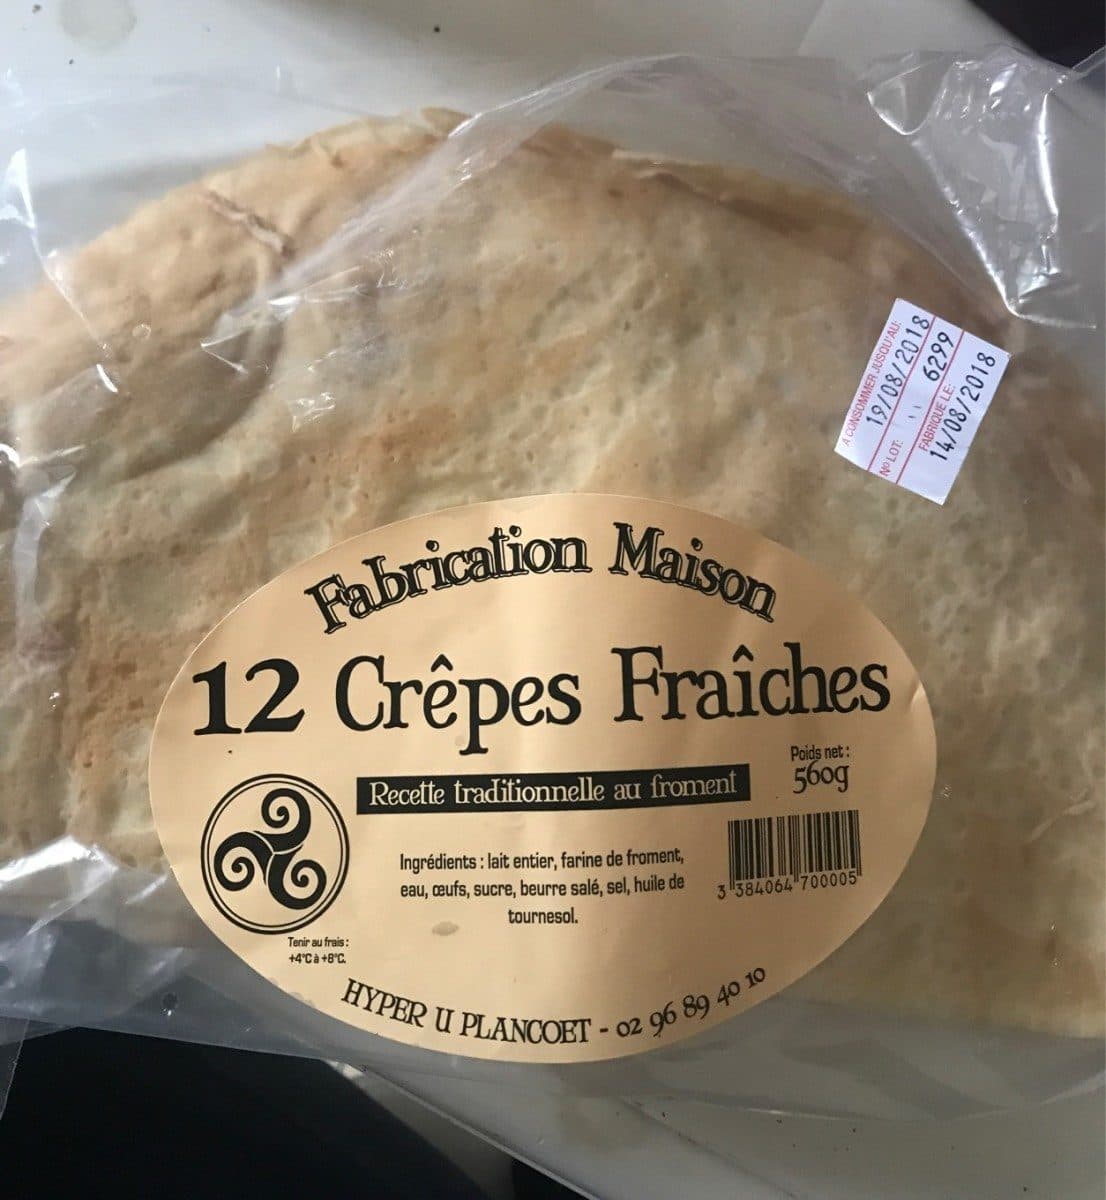 A CONSOMMER JUSQU'AU:
19/08/2018
N° LOT: 6299
FABRIQUE LE:
14/08/2018
Fabrication Maison
12 Crêpes Fraîches
Recette traditionnelle au froment
Poids net :
560g
Ingrédients : lait entier, farine de froment,
eau, œufs, sucre, beurre salé, sel, huile de
tournesol.
3 384064 700005
Tenir au frais :
+4°C à +8°C.
HYPER U PLANCOET - 02 96 89 40 10